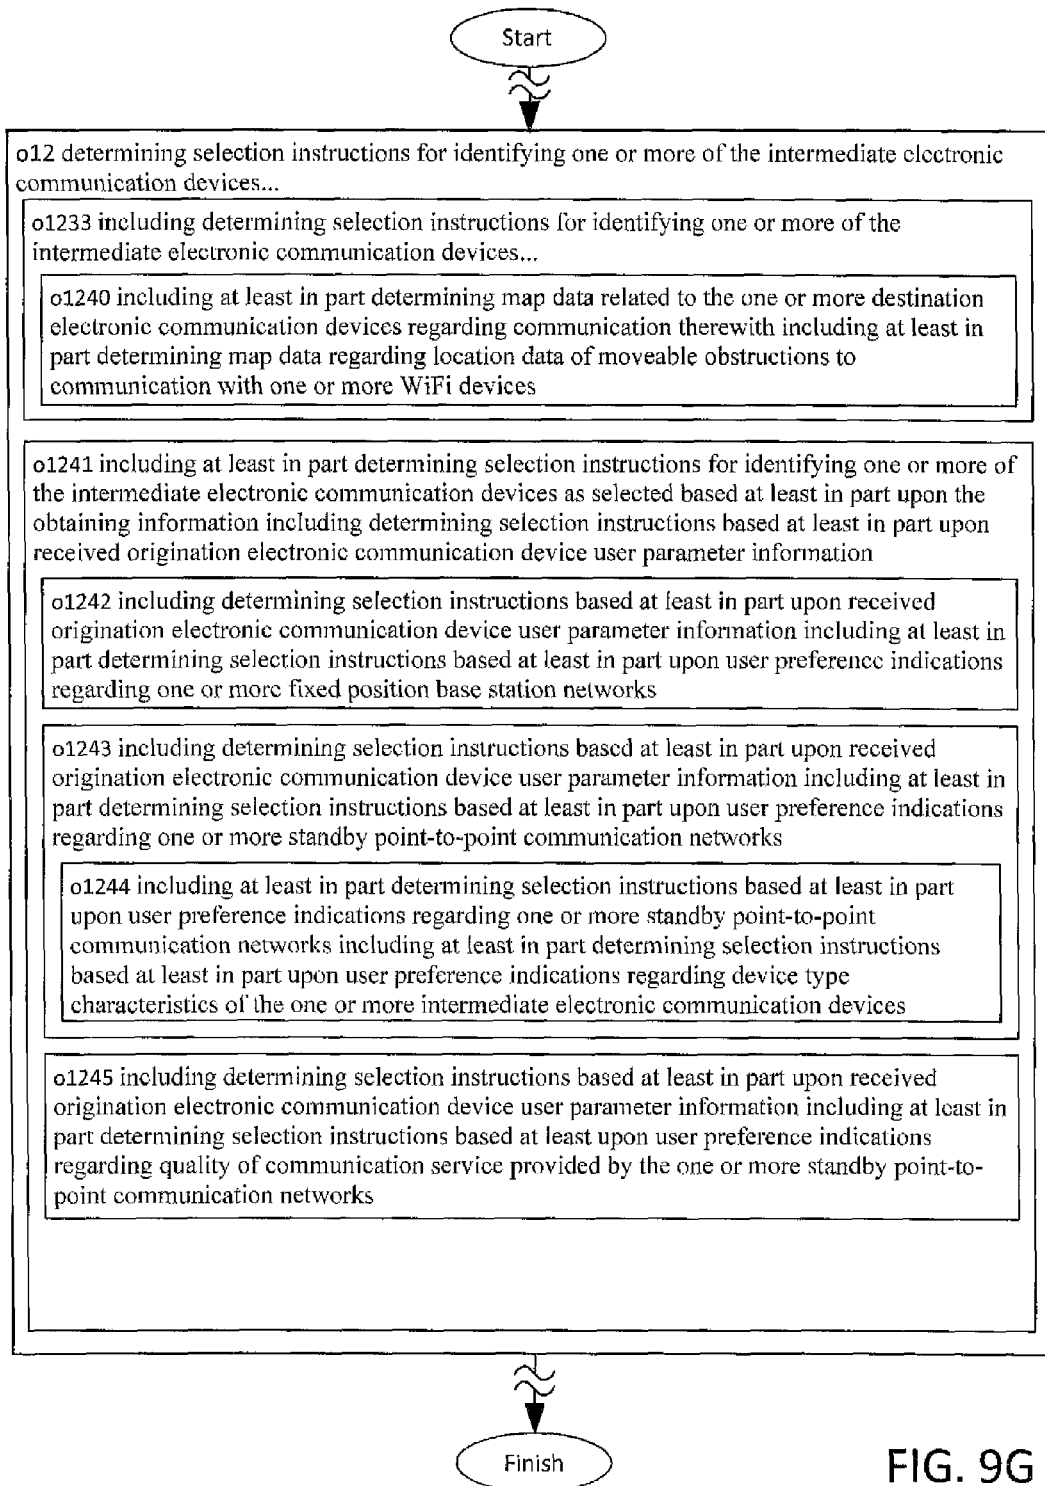 Start
o12 determining selection instructions for identifying one or more of the intermediate electronic
communication devices...
o1233 including determining selection instructions for identifying one or more of the
intermediate electronic communication devices...
o1240 including at least in part determining map data related to the one or more destination
electronic communication devices regarding communication therewith including at least in
part determining map data regarding location data of moveable obstructions to
communication with one or more WiFi devices
o1241 including at least in part determining selection instructions for identifying one or more of
the intermediate electronic communication devices as selected based at least in part upon the
obtaining information including determining selection instructions based at least in part upon
received origination electronic communication device user parameter information
o1242 including determining selection instructions based at least in part upon received
origination electronic communication device user parameter information including at least in
part determining selection instructions based at least in part upon user preference indications
regarding one or more fixed position base station networks
o1243 including determining selection instructions based at least in part upon received
origination electronic communication device user parameter information including at least in
part determining selection instructions based at least in part upon user preference indications
regarding one or more standby point-to-point communication networks
o1244 including at least in part determining selection instructions based at least in part
upon user preference indications regarding one or more standby point-to-point
communication networks including at least in part determining selection instructions
based at least in part upon user preference indications regarding device type
characteristics of the one or more intermediate electronic communication devices
o1245 including determining selection instructions based at least in part upon received
origination electronic communication device user parameter information including at least in
part determining selection instructions based at least upon user preference indications
regarding quality of communication service provided by the one or more standby point-to-
point communication networks
Finish
FIG. 9G